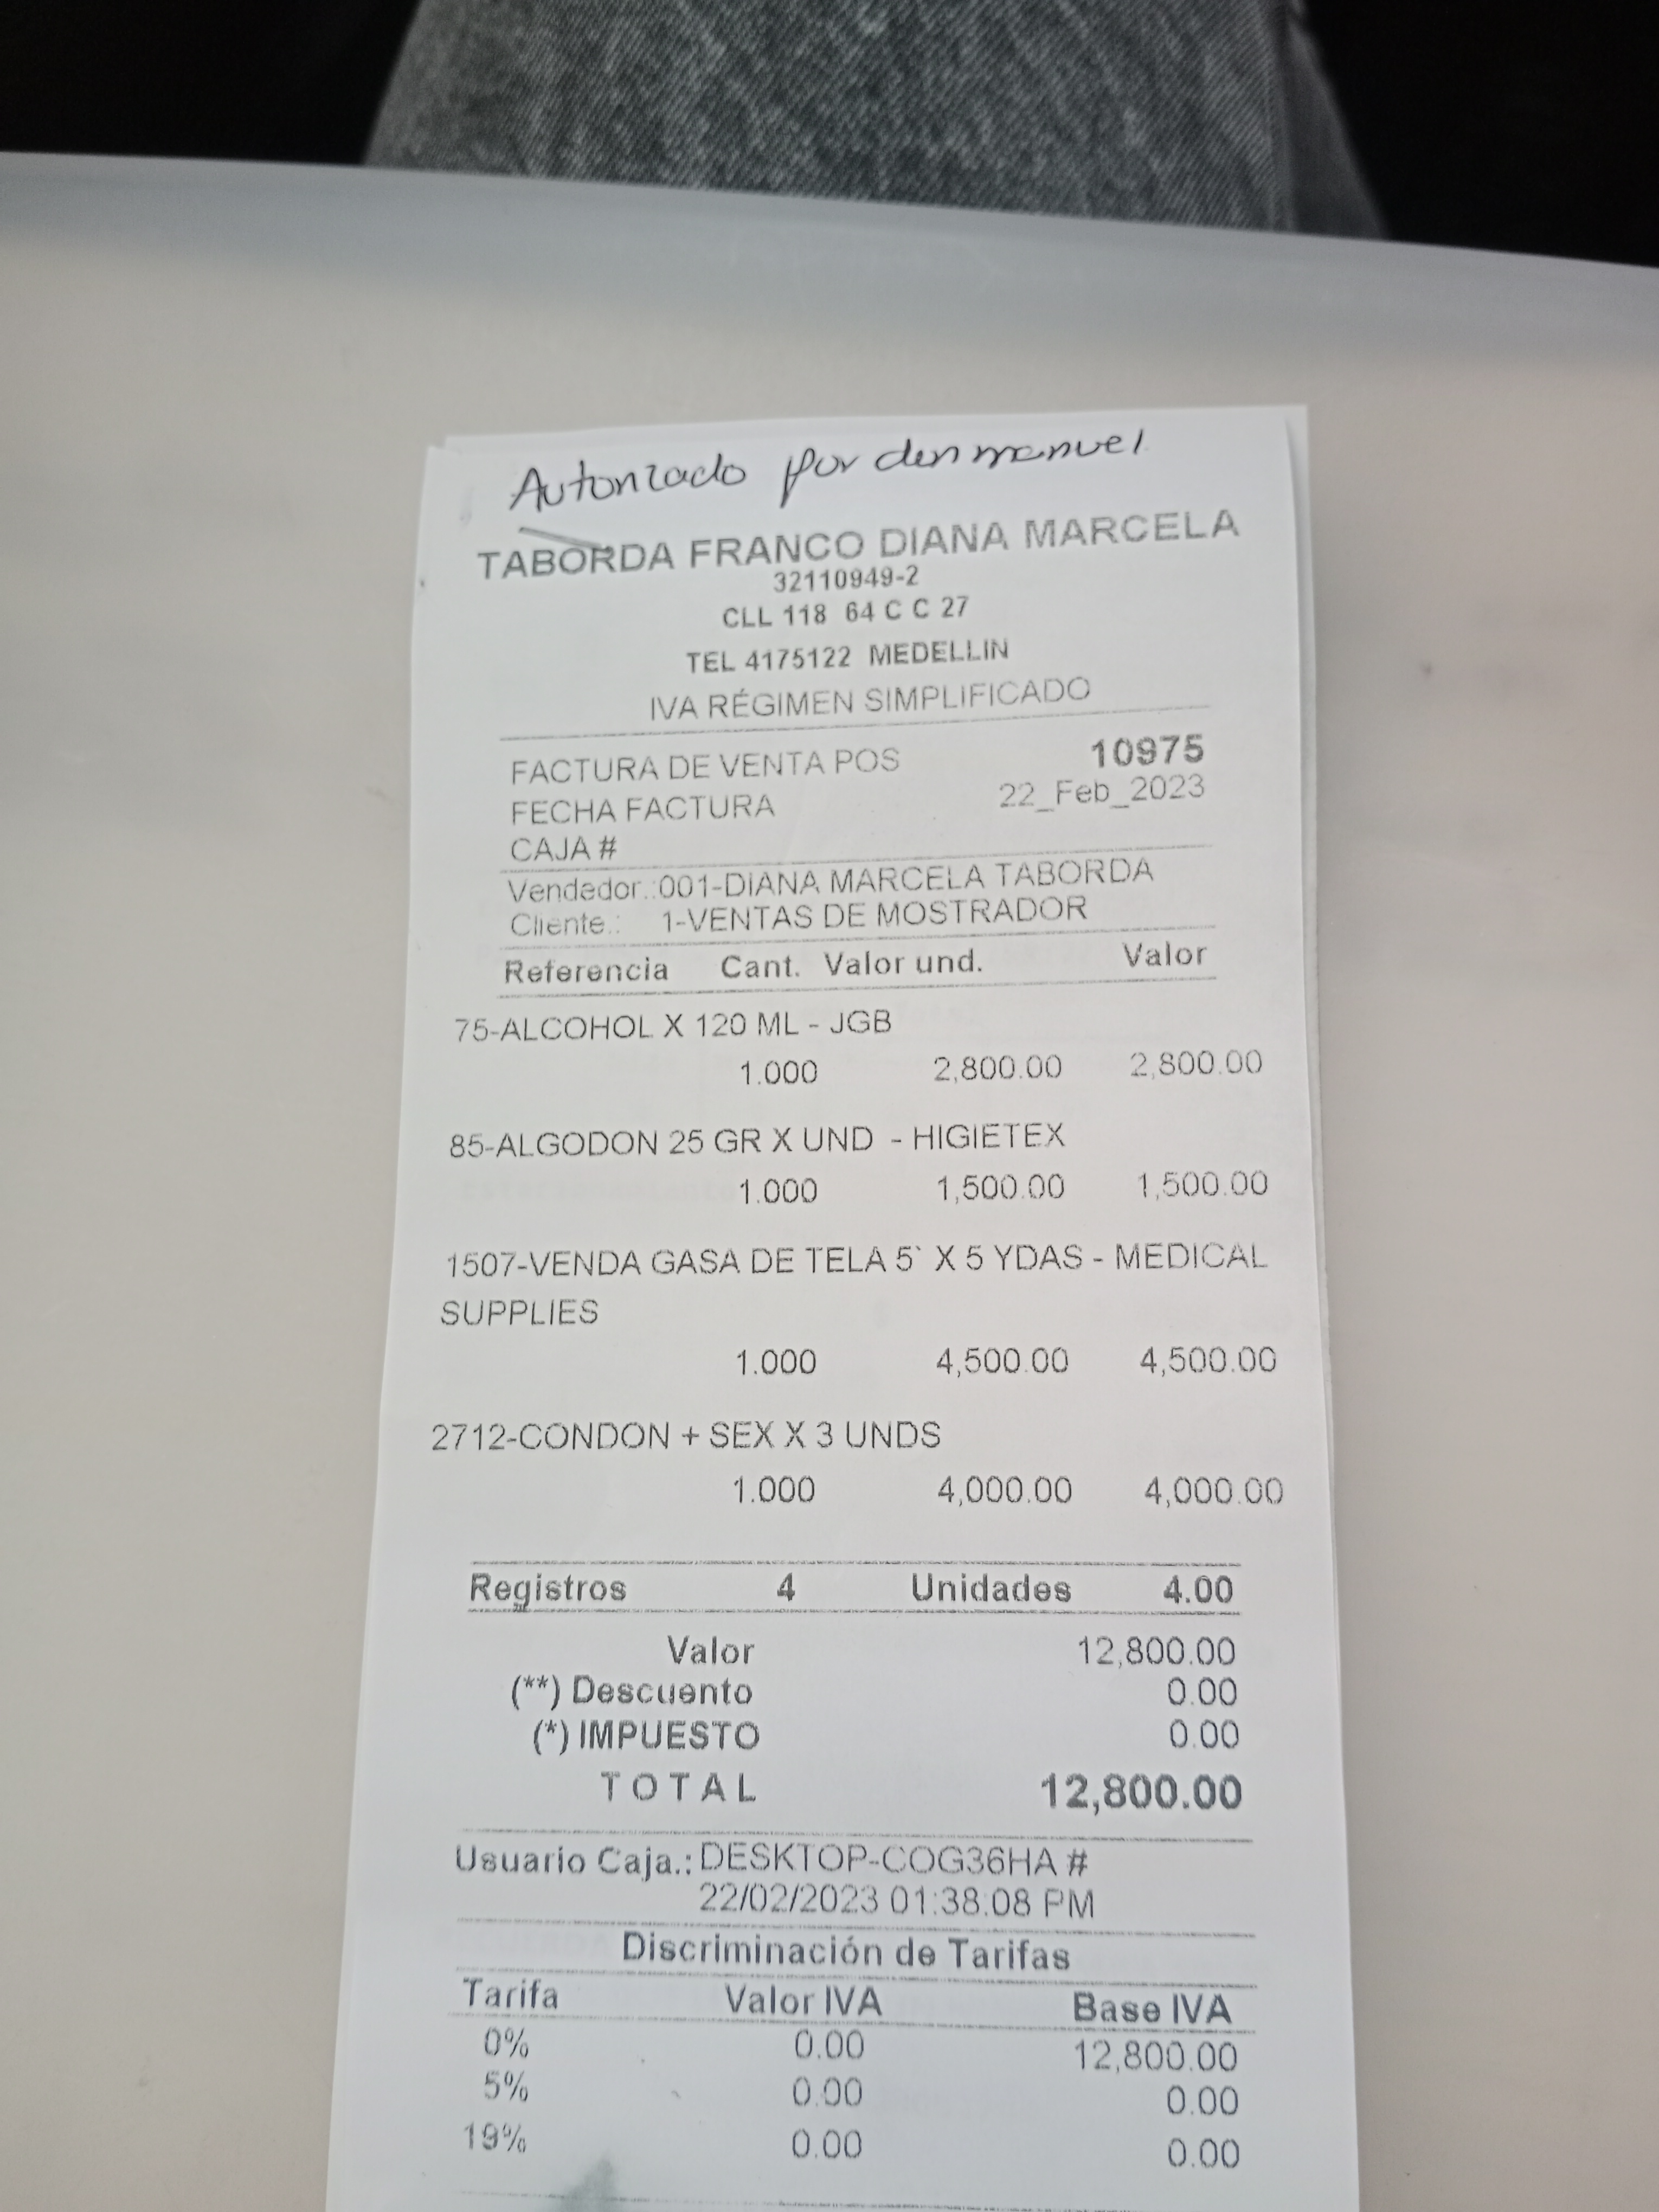 Autorizado por don manuel
TABORDA FRANCO DIANA MARCELA
32110949-2
CLL 118 64 C C 27
TEL 4175122 MEDELLIN
IVA RÉGIMEN SIMPLIFICADO
FACTURA DE VENTA POS 10975
FECHA FACTURA 22_Feb_2023
CAJA #
Vendedor.:001-DIANA MARCELA TABORDA
Cliente.: 1-VENTAS DE MOSTRADOR
Referencia Cant. Valor und. Valor
75-ALCOHOL X 120 ML - JGB
1.000 2,800.00 2,800.00
85-ALGODON 25 GR X UND - HIGIETEX
1.000 1,500.00 1,500.00
1507-VENDA GASA DE TELA 5` X 5 YDAS - MEDICAL
SUPPLIES
1.000 4,500.00 4,500.00
2712-CONDON + SEX X 3 UNDS
1.000 4,000.00 4,000.00
Registros 4 Unidades 4.00
Valor 12,800.00
(**) Descuento 0.00
(*) IMPUESTO 0.00
TOTAL 12,800.00
Usuario Caja.: DESKTOP-COG36HA #
22/02/2023 01:38:08 PM
Discriminación de Tarifas
Tarifa Valor IVA Base IVA
0% 0.00 12,800.00
5% 0.00 0.00
19% 0.00 0.00